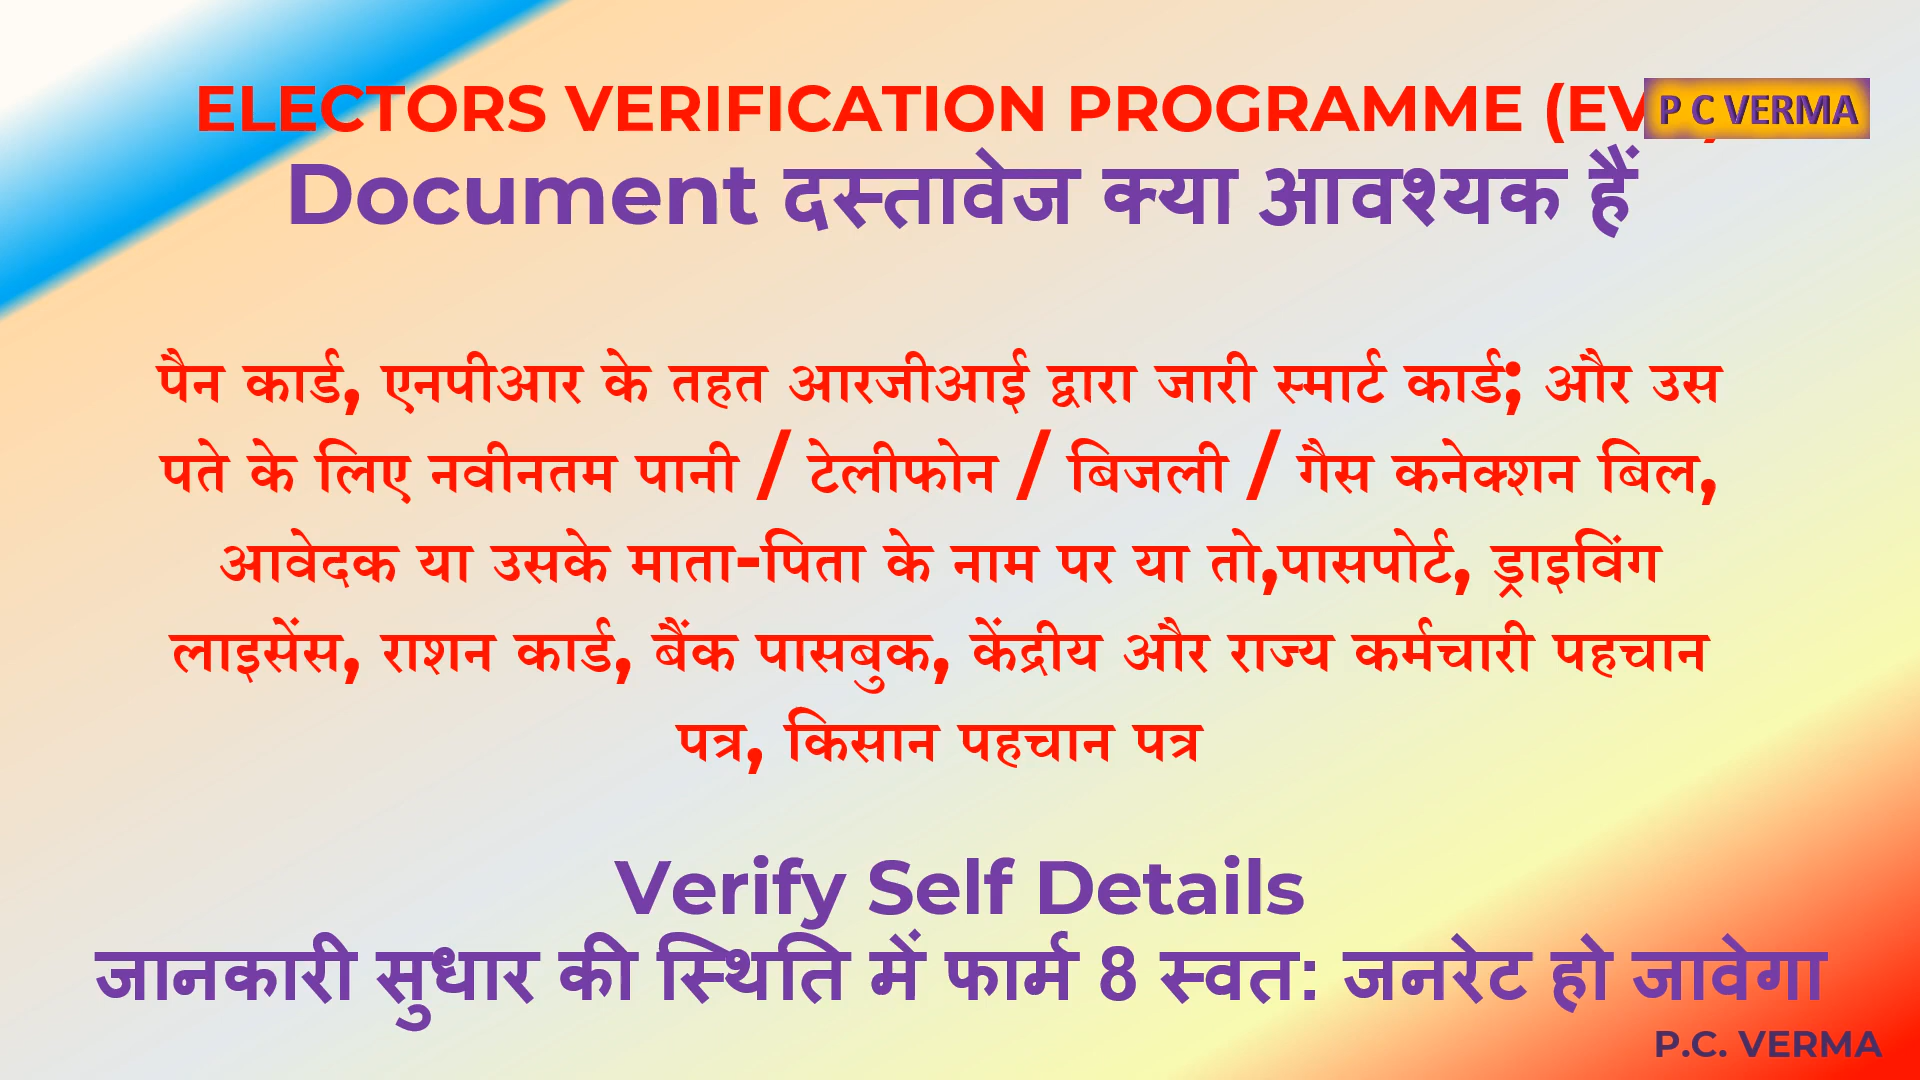 ELECTORS VERIFICATION PROGRAMME (EV
P C VERMA
Document दस्तावेज क्या आवश्यक हैं
पैन कार्ड, एनपीआर के तहत आरजीआई द्वारा जारी स्मार्ट कार्ड; और उस
पते के लिए नवीनतम पानी / टेलीफोन / बिजली / गैस कनेक्शन बिल,
आवेदक या उसके माता-पिता के नाम पर या तो,पासपोर्ट, ड्राइविंग
लाइसेंस, राशन कार्ड, बैंक पासबुक, केंद्रीय और राज्य कर्मचारी पहचान
पत्र, किसान पहचान पत्र
Verify Self Details
जानकारी सुधार की स्थिति में फार्म 8 स्वत: जनरेट हो जावेगा
P.C. VERMA